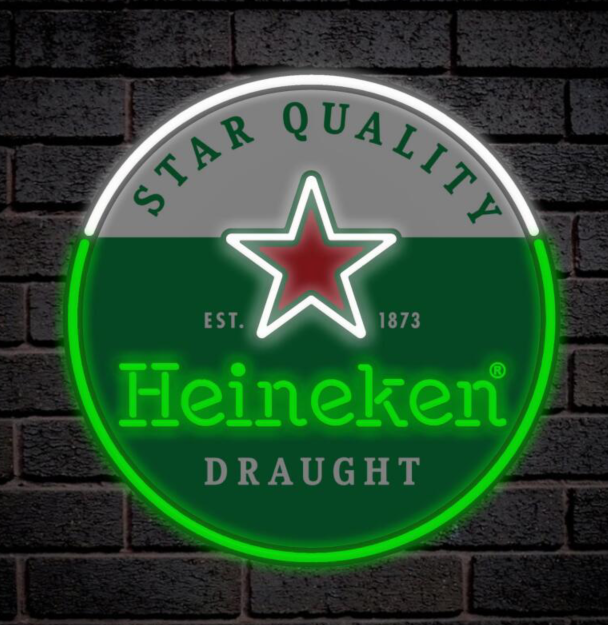 STAR QUALITY
EST. 1873
Heineken®
DRAUGHT